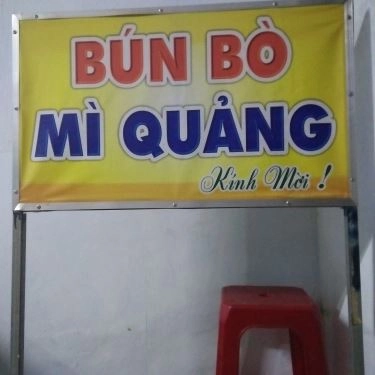 BÚN BÒ
MÌ QUẢNG
Kính Mời !